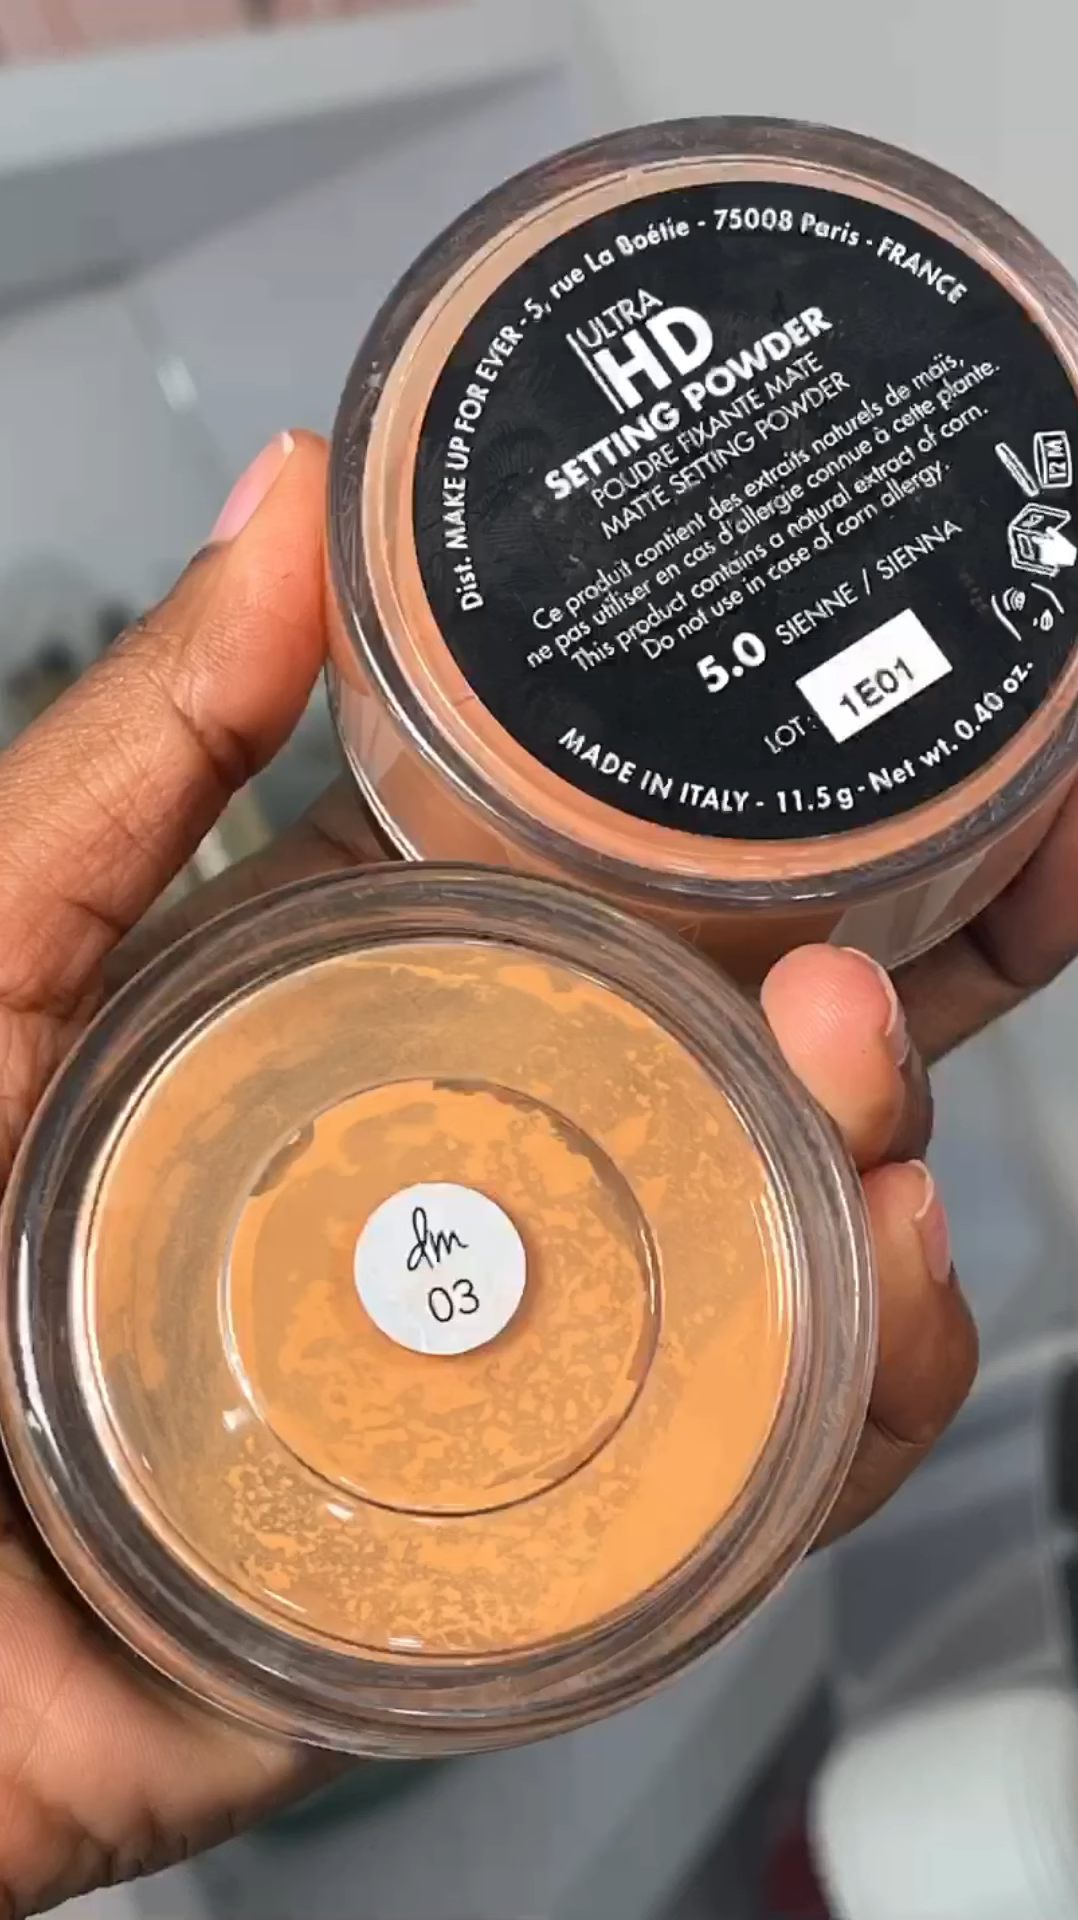 Dist. MAKE UP FOR EVER - 5, rue La Boétie - 75008 Paris - FRANCE
ULTRA
HD
SETTING POWDER
POUDRE FIXANTE MATE
MATTE SETTING POWDER
Ce produit contient des extraits naturels de maïs,
ne pas utiliser en cas d'allergie connue à cette plante.
This product contains a natural extract of corn.
Do not use in case of corn allergy.
5.0 SIENNE / SIENNA
LOT: 1E01
12 M
MADE IN ITALY - 11.5 g - Net wt. 0.40 oz.
dm
03